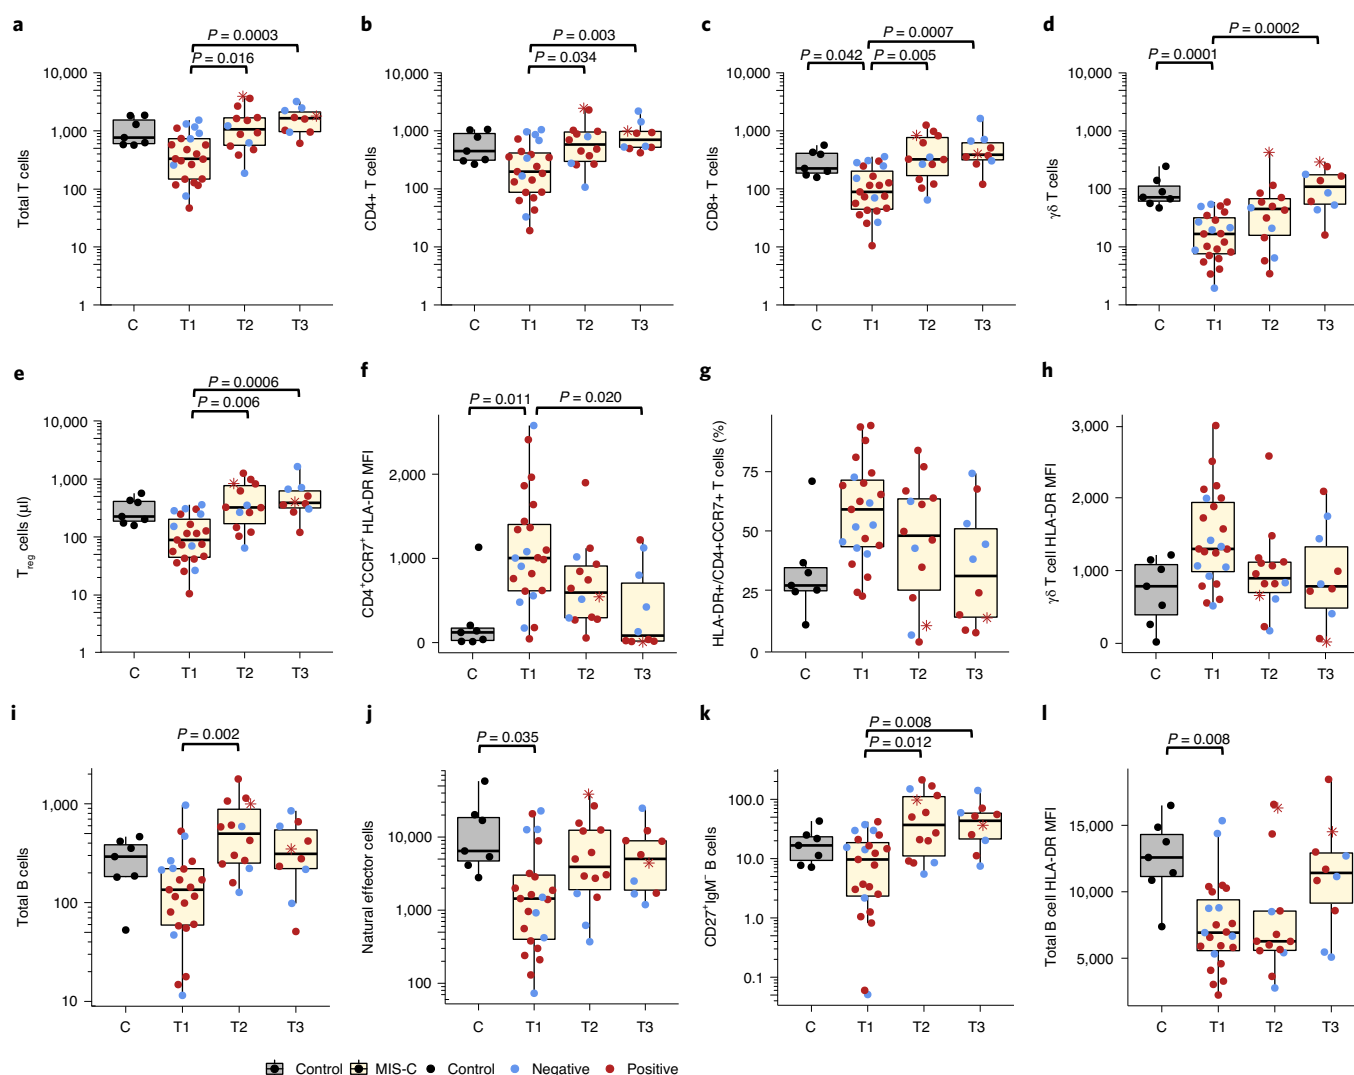 a b c d
P = 0.0003
P = 0.016
P = 0.003
P = 0.034
P = 0.0007
P = 0.042 P = 0.005
P = 0.0002
P = 0.0001
Total T cells
10,000
1,000
100
10
1
C T1 T2 T3
CD4+ T cells
10,000
1,000
100
10
1
C T1 T2 T3
CD8+ T cells
10,000
1,000
100
10
1
C T1 T2 T3
γδ T cells
10,000
1,000
100
10
1
C T1 T2 T3
e f g h
P = 0.0006
P = 0.006
P = 0.011 P = 0.020
Treg cells (µl)
10,000
1,000
100
10
1
C T1 T2 T3
CD4+CCR7+ HLA-DR MFI
2,000
1,000
0
C T1 T2 T3
HLA-DR+/CD4+CCR7+ T cells (%)
75
50
25
0
C T1 T2 T3
γδ T cell HLA-DR MFI
3,000
2,000
1,000
0
C T1 T2 T3
i j k l
P = 0.002
P = 0.035
P = 0.008
P = 0.012
P = 0.008
Total B cells
1,000
100
10
C T1 T2 T3
Natural effector cells
10,000
1,000
100
C T1 T2 T3
CD27+IgM− B cells
100.0
10.0
1.0
0.1
C T1 T2 T3
Total B cell HLA-DR MFI
15,000
10,000
5,000
C T1 T2 T3
Control MIS-C Control Negative Positive